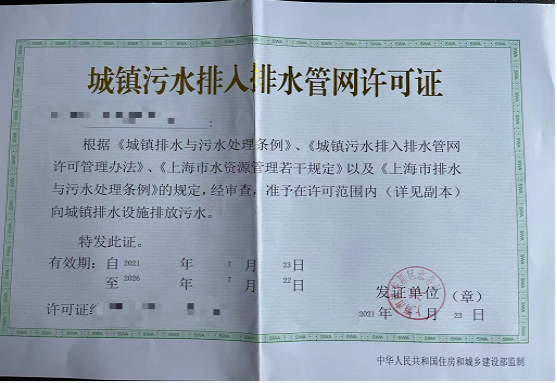 城镇污水排入排水管网许可证
:
根据《城镇排水与污水处理条例》、《城镇污水排入排水管网
许可管理办法》、《上海市水资源管理若干规定》以及《上海市排水
与污水处理条例》的规定,经审查,准予在许可范围内(详见副本)
向城镇排水设施排放污水。
特发此证。
有效期:自 2021 年 7 月 23 日
至 2026 年 7 月 22 日
发证单位(章)
许可证
2021 年 月 23 日
中华人民共和国住房和城乡建设部监制